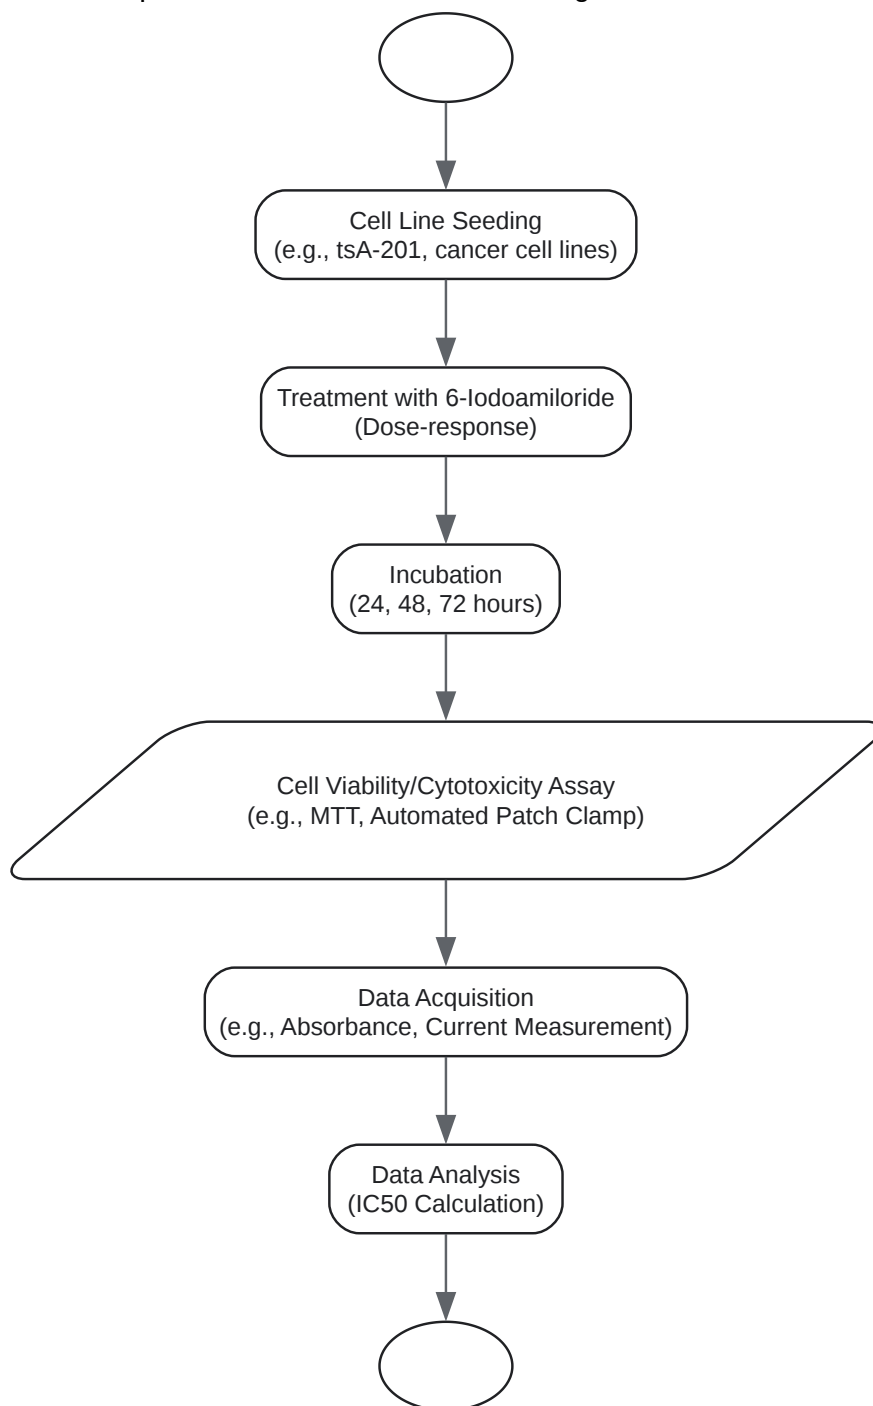 Cell Line Seeding
(e.g., tsA-201, cancer cell lines)
Treatment with 6-Iodoamiloride
(Dose-response)
Incubation
(24, 48, 72 hours)
Cell Viability/Cytotoxicity Assay
(e.g., MTT, Automated Patch Clamp)
Data Acquisition
(e.g., Absorbance, Current Measurement)
Data Analysis
(IC50 Calculation)